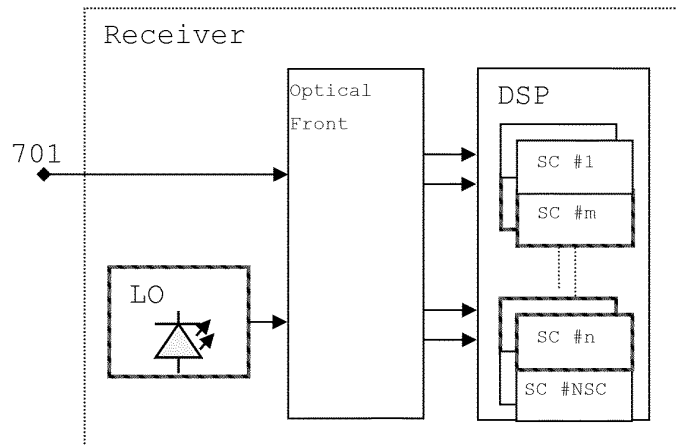 Receiver
Optical
Front
DSP
701
SC #1
SC #m
LO
SC #n
SC #NSC